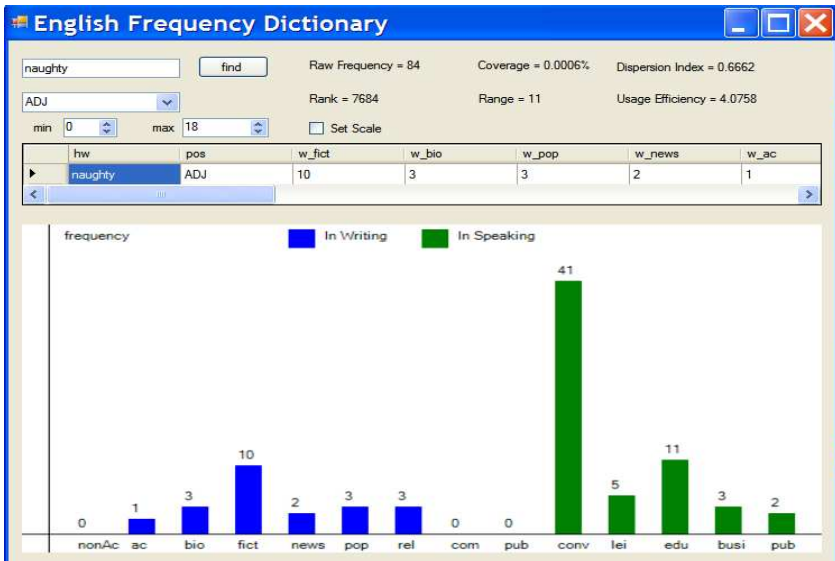 English Frequency Dictionary
naughty find Raw Frequency = 84 Coverage = 0.0006% Dispersion Index = 0.6662
ADJ Rank = 7684 Range = 11 Usage Efficiency = 4.0758
min 0 max 18 Set Scale
hw pos w_fict w_bio w_pop w_news w_ac
naughty ADJ 10 3 3 2 1
frequency In Writing In Speaking
0 1 3 10 2 3 3 0 0 41 5 11 3 2
nonAc ac bio fict news pop rel com pub conv lei edu busi pub